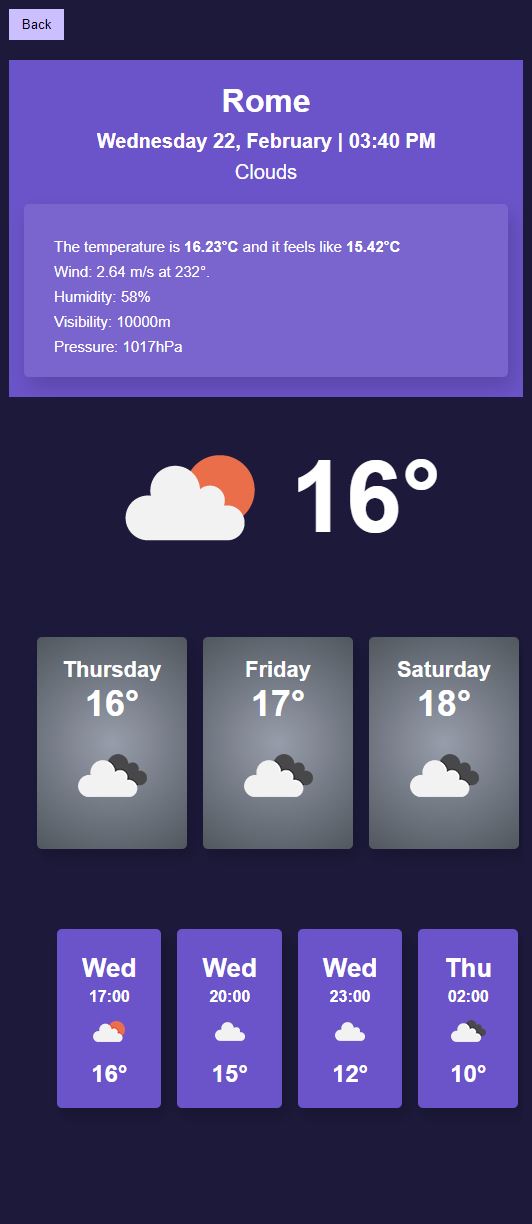 Back
Rome
Wednesday 22, February | 03:40 PM
Clouds
The temperature is 16.23°C and it feels like 15.42°C
Wind: 2.64 m/s at 232°.
Humidity: 58%
Visibility: 10000m
Pressure: 1017hPa
16°
Thursday
16°
Friday
17°
Saturday
18°
Wed
17:00
16°
Wed
20:00
15°
Wed
23:00
12°
Thu
02:00
10°